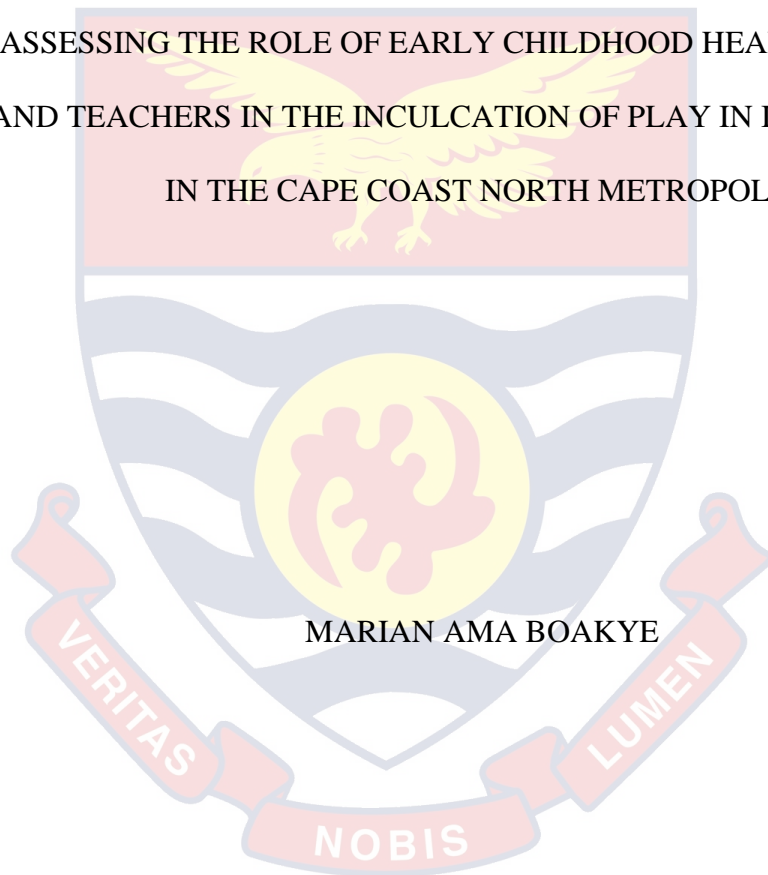 ASSESSING THE ROLE OF EARLY CHILDHOOD
AND TEACHERS IN THE INCULCATION OF PLAY IN
IN THE CAPE COAST NORTH
MARIAN AMA BOAKYE
VERITAS
NOBIS
LUMEN